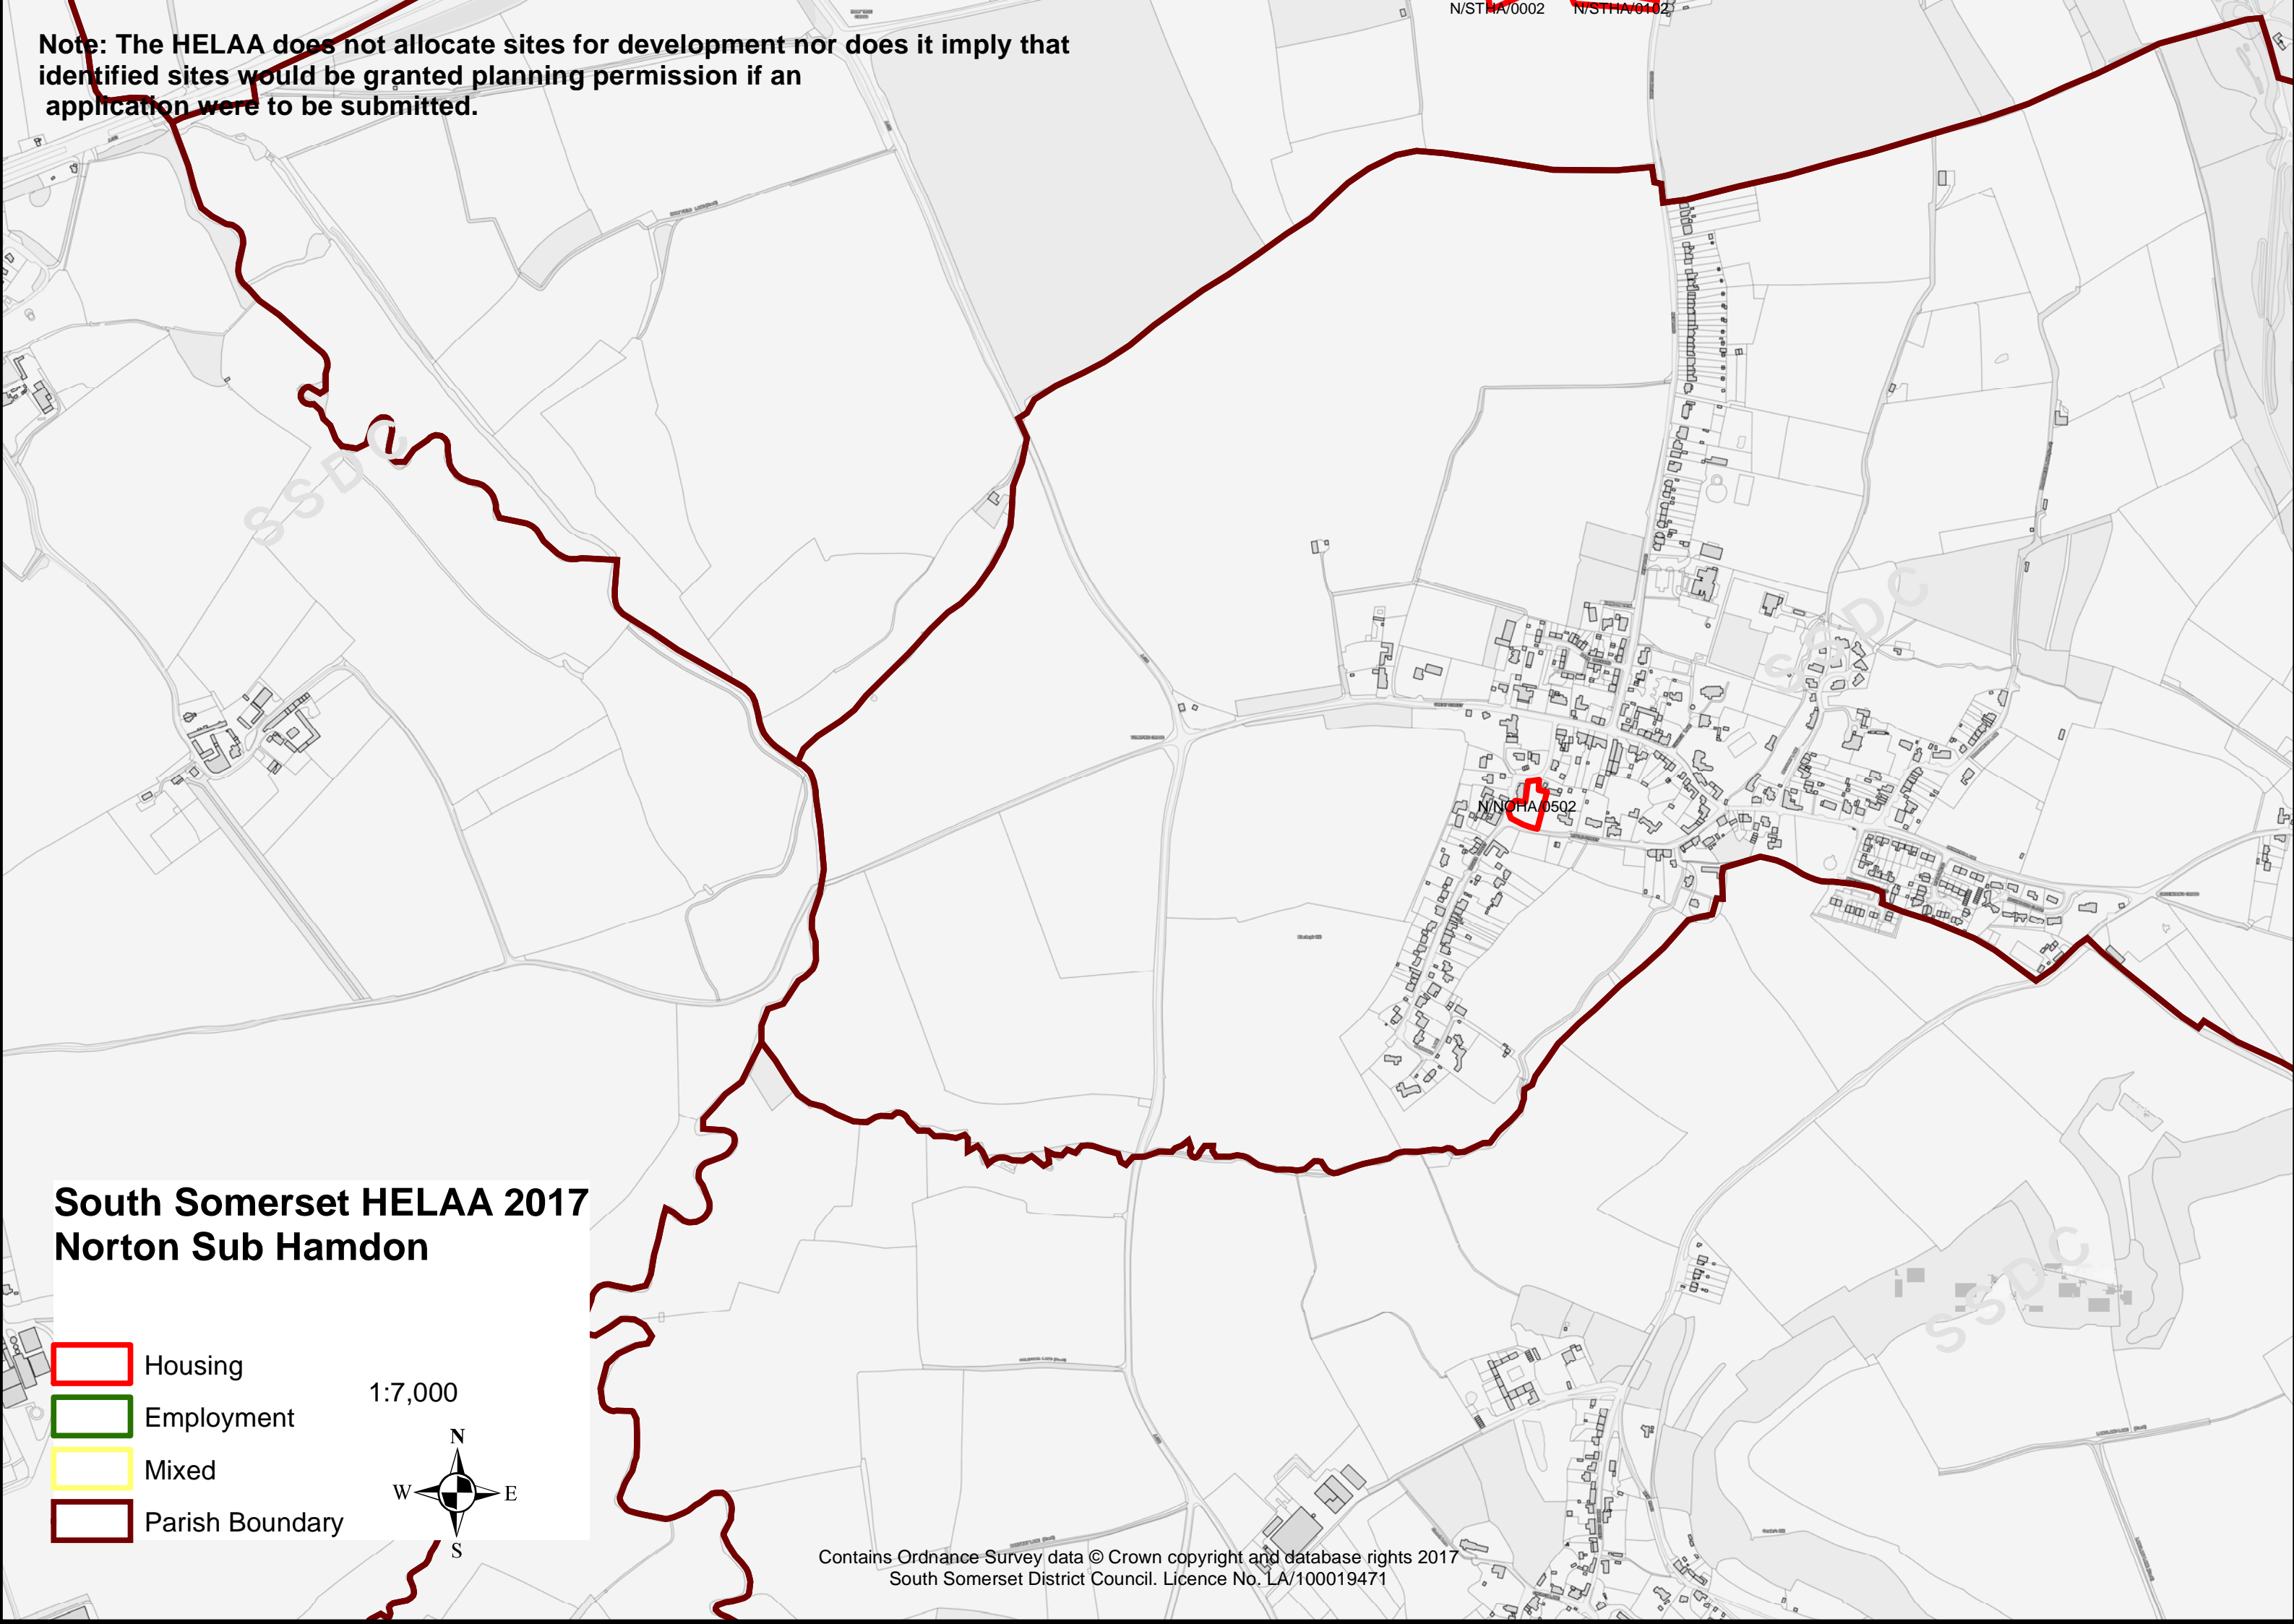 N/STHA/0002 N/STHA/0102
Note: The HELAA does not allocate sites for development nor does it imply that
identified sites would be granted planning permission if an
application were to be submitted.
SSDC
SSDC
N/NOHA/0502
SSDC
South Somerset HELAA 2017
Norton Sub Hamdon
Housing
Employment
Mixed
Parish Boundary
1:7,000
N
W E
S
Contains Ordnance Survey data © Crown copyright and database rights 2017
South Somerset District Council. Licence No. LA/100019471